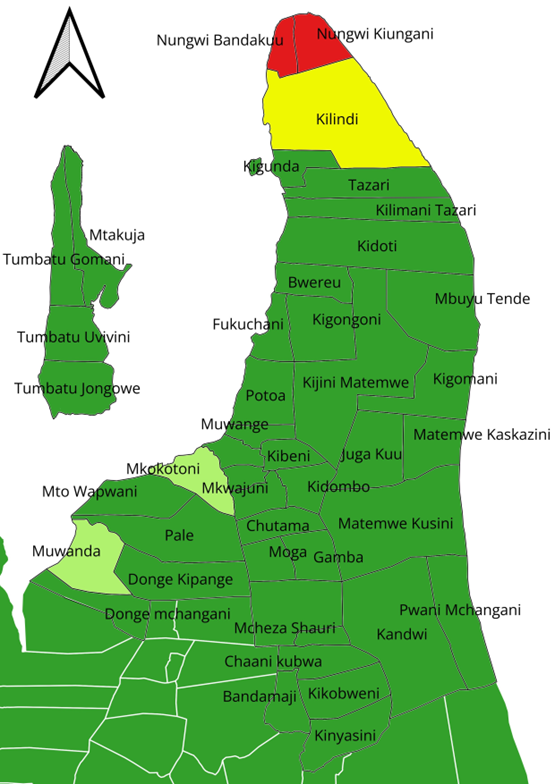 Nungwi Bandakuu
Nungwi Kiungani
Kilindi
Kigunda
Tazari
Kilimani Tazari
Mtakuja
Kidoti
Tumbatu Gomani
Bwereu
Mbuyu Tende
Fukuchani
Kigongoni
Tumbatu Uvivini
Kigomani
Kijini Matemwe
Tumbatu Jongowe
Potoa
Muwange
Matemwe Kaskazini
Juga Kuu
Kibeni
Mkokotoni
Mkwajuni
Kidombo
Mto Wapwani
Chutama
Matemwe Kusini
Pale
Muwanda
Moga
Gamba
Donge Kipange
Pwani Mchangani
Donge mchangani
Mcheza Shauri
Kandwi
Chaani kubwa
Bandamaji
Kikobweni
Kinyasini